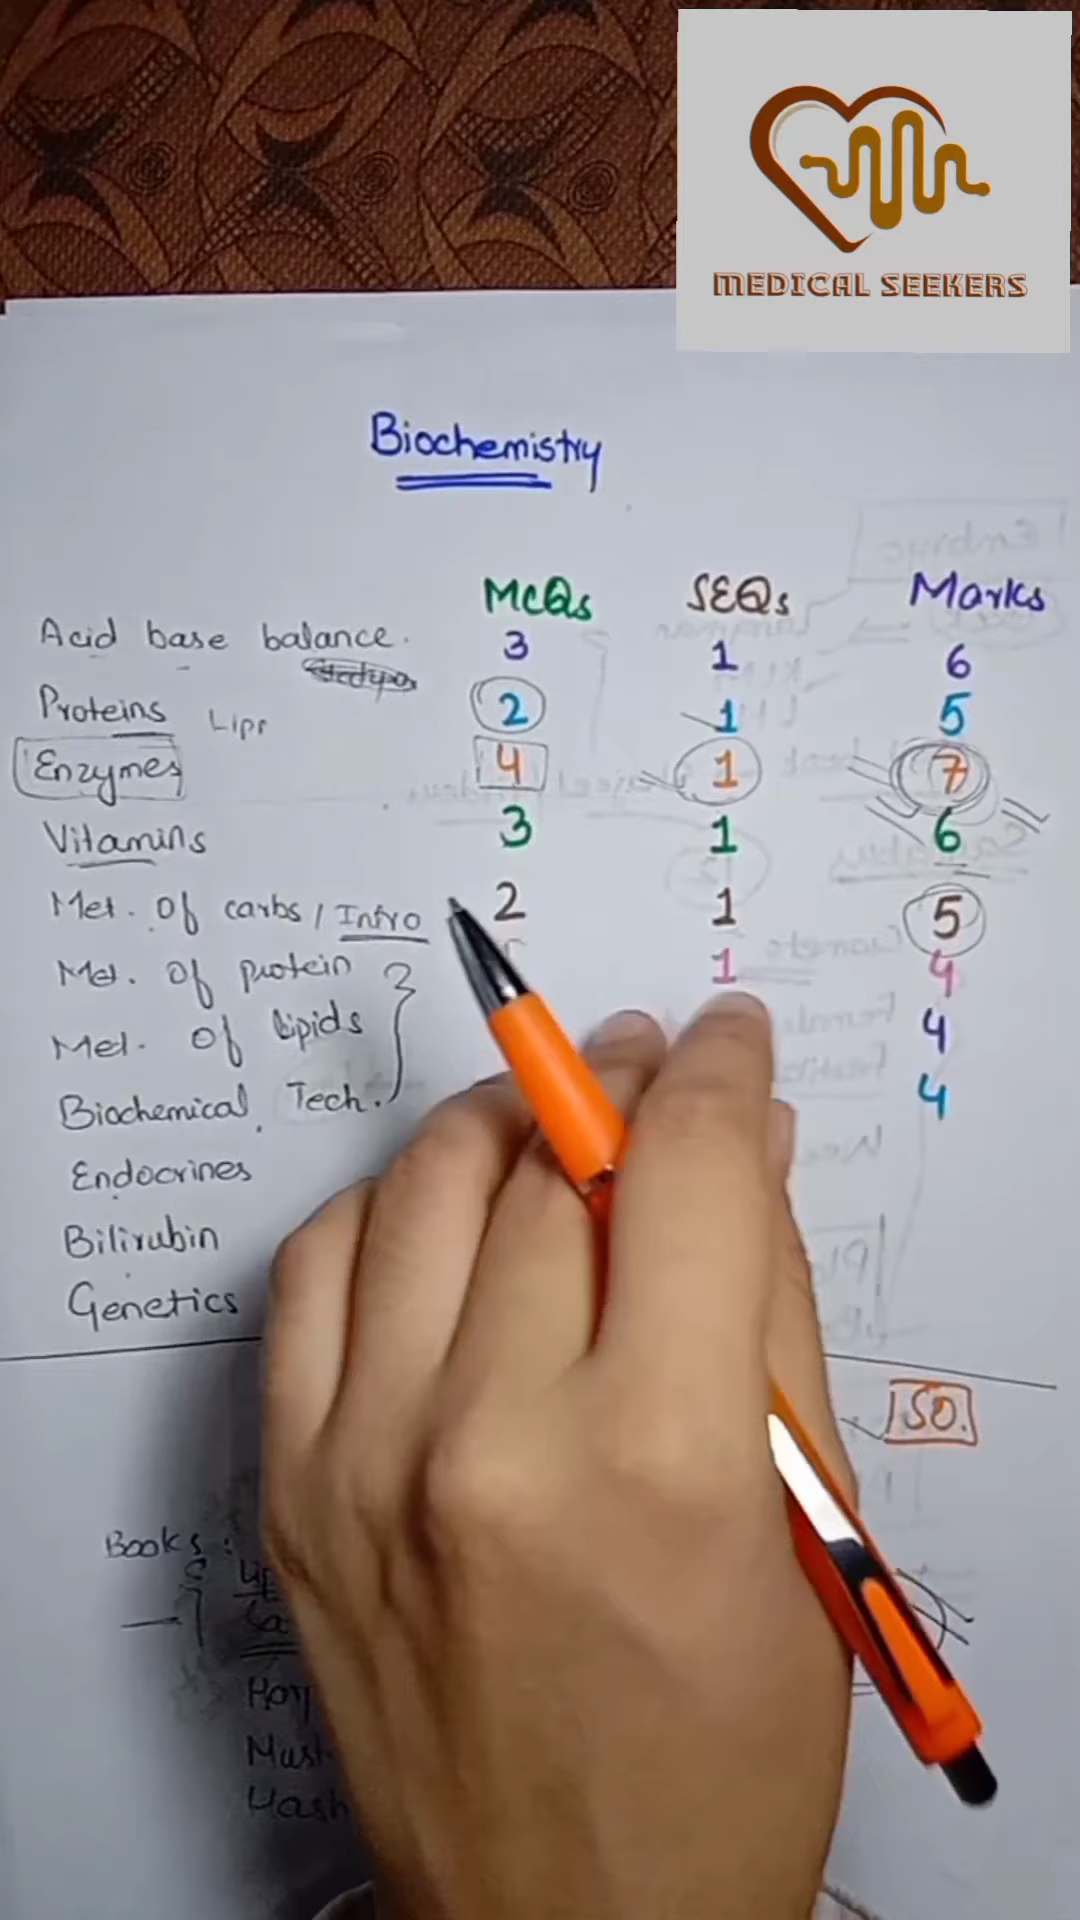 MEDICAL SEEKERS
Biochemistry
MCQs SEQs Marks
Acid base balance. 3 1 6
Proteins Lipr 2 1 5
Enzymes 4 1 7
Vitamins 3 1 6
Met. of carbs / Intro 2 1 5
Met. of protein 1 4
Met. of Lipids 4
Biochemical Tech. 4
Endocrines
Bilirubin
Genetics
50.
Books: